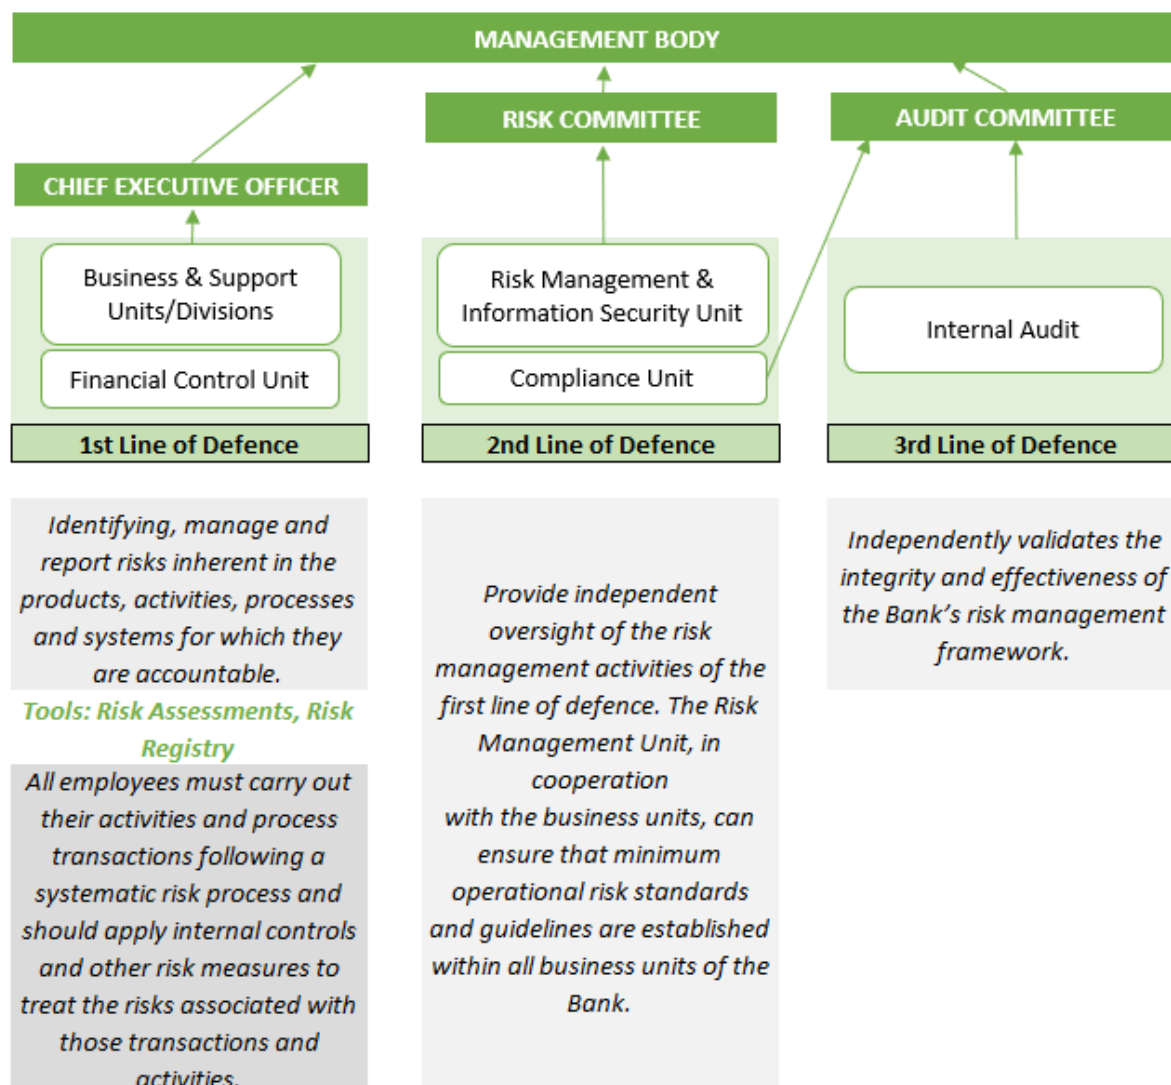 MANAGEMENT BODY
RISK COMMITTEE
AUDIT COMMITTEE
CHIEF EXECUTIVE OFFICER
Business & Support
Units/Divisions
Financial Control Unit
1st Line of Defence
Risk Management &
Information Security Unit
Compliance Unit
2nd Line of Defence
Internal Audit
3rd Line of Defence
Identifying, manage and
report risks inherent in the
products, activities, processes
and systems for which they
are accountable.
Tools: Risk Assessments, Risk
Registry
All employees must carry out
their activities and process
transactions following a
systematic risk process and
should apply internal controls
and other risk measures to
treat the risks associated with
those transactions and
activities.
Provide independent
oversight of the risk
management activities of the
first line of defence. The Risk
Management Unit, in
cooperation
with the business units, can
ensure that minimum
operational risk standards
and guidelines are established
within all business units of the
Bank.
Independently validates the
integrity and effectiveness of
the Bank's risk management
framework.